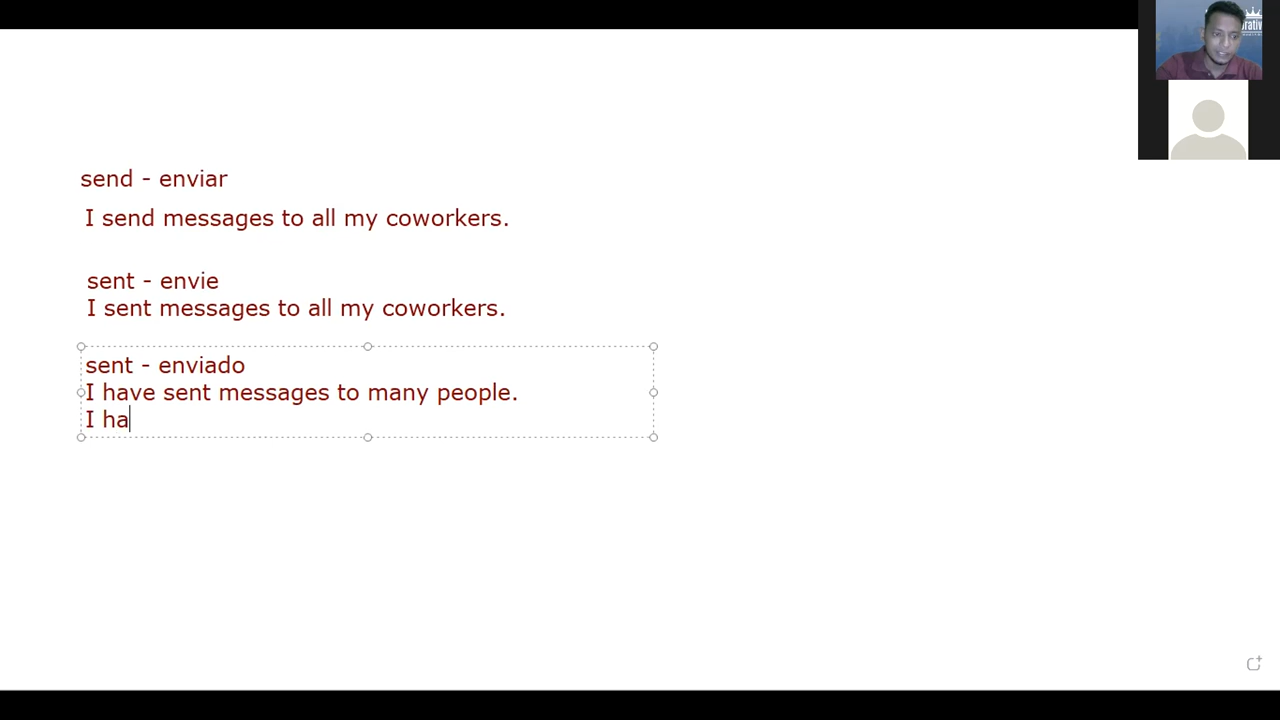 send - enviar
I send messages to all my coworkers.
sent - envie
I sent messages to all my coworkers.
sent - enviado
I have sent messages to many people.
I ha